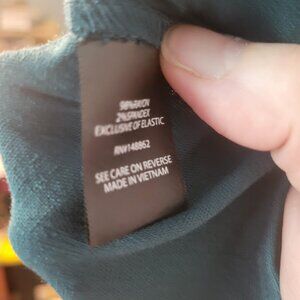 98% RAYON
2% SPANDEX
EXCLUSIVE OF ELASTIC
RN#148862
SEE CARE ON REVERSE
MADE IN VIETNAM